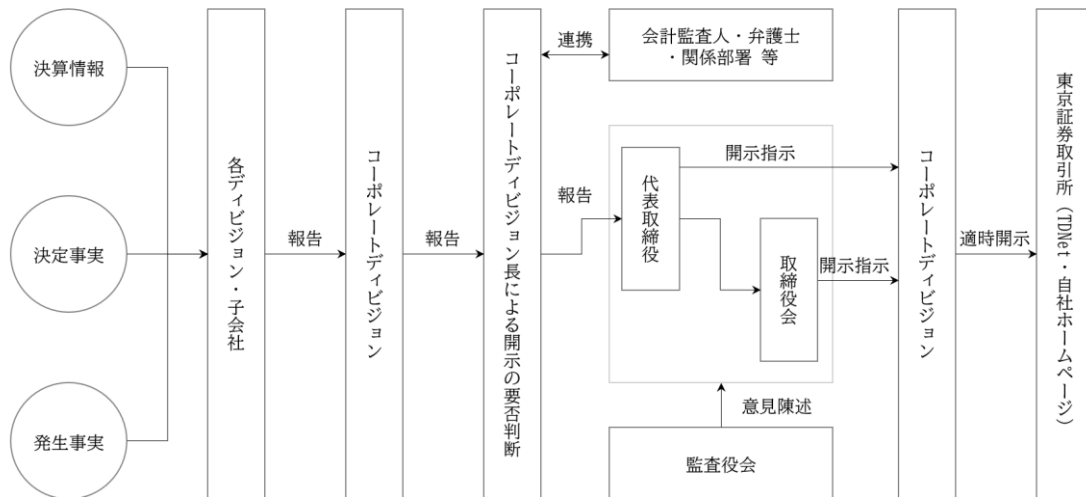 決算情報
決定事実
発生事実
各ディビジョン・子会社
報告
コーポレートディビジョン
報告
コーポレートディビジョン長による開示の要否判断
連携
会計監査人・弁護士
・関係部署 等
報告
代表取締役
開示指示
取締役会
開示指示
意見陳述
監査役会
コーポレートディビジョン
適時開示
東京証券取引所（TDNet・自社ホームページ）